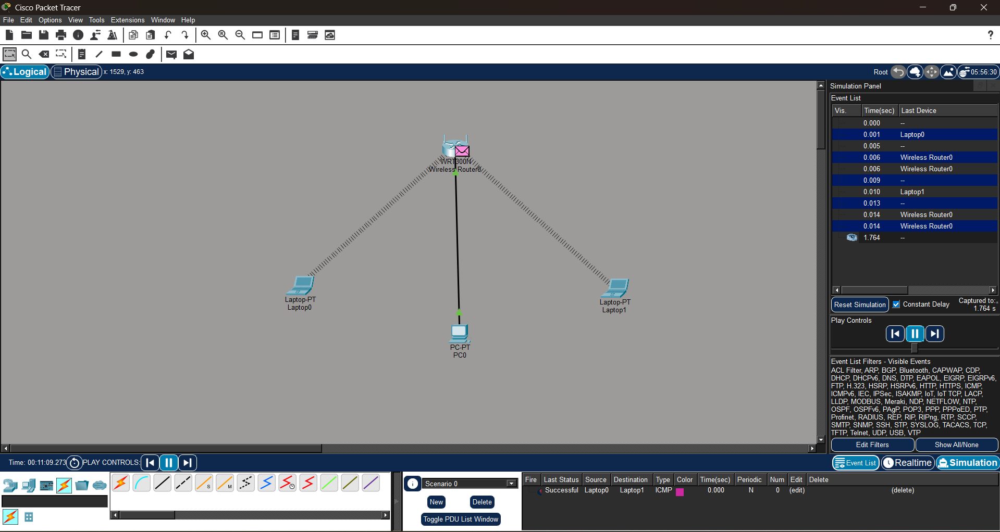 Cisco Packet Tracer
File Edit Options View Tools Extensions Window Help
?
Logical Physical x: 1529, y: 463 Root 05:56:30
Simulation Panel
Event List
Vis. Time(sec) Last Device
0.000 --
0.001 Laptop0
0.005 --
0.006 Wireless Router0
0.006 Wireless Router0
0.009 --
0.010 Laptop1
0.013 --
0.014 Wireless Router0
0.014 Wireless Router0
1.764 --
WRT300N
Wireless Router0
Laptop-PT
Laptop0
Laptop-PT
Laptop1
PC-PT
PC0
Reset Simulation Constant Delay Captured to:
1.764 s
Play Controls
Event List Filters - Visible Events
ACL Filter, ARP, BGP, Bluetooth, CAPWAP, CDP,
DHCP, DHCPv6, DNS, DTP, EAPOL, EIGRP, EIGRPv6,
FTP, H.323, HSRP, HSRPv6, HTTP, HTTPS, ICMP,
ICMPv6, IEC, IPSec, ISAKMP, IoT, IoT TCP, LACP,
LLDP, MODBUS, Meraki, NDP, NETFLOW, NTP,
OSPF, OSPFv6, PAgP, POP3, PPP, PPPoED, PTP,
Profinet, RADIUS, REP, RIP, RIPng, RTP, SCCP,
SMTP, SNMP, SSH, STP, SYSLOG, TACACS, TCP,
TFTP, Telnet, UDP, USB, VTP
Edit Filters Show All/None
Time: 00:11:09.273 PLAY CONTROLS: Event List Realtime Simulation
S M
Scenario 0
New Delete
Toggle PDU List Window
Fire Last Status Source Destination Type Color Time(sec) Periodic Num Edit Delete
Successful Laptop0 Laptop1 ICMP 0.000 N 0 (edit) (delete)